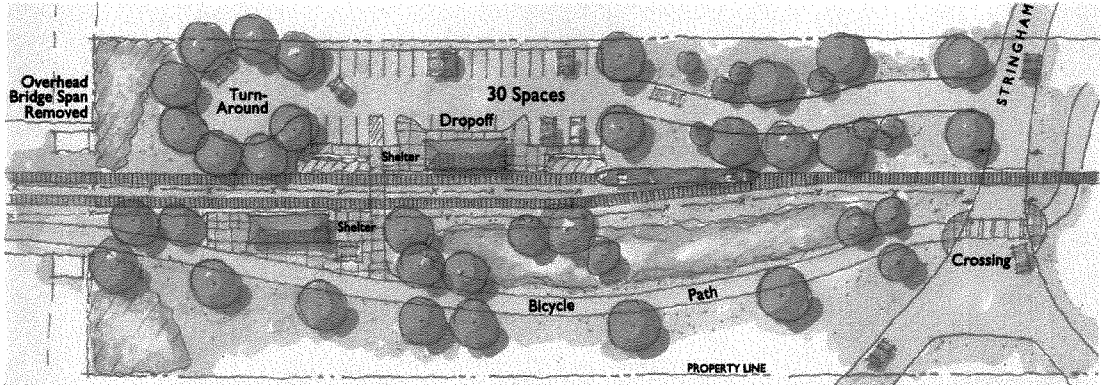 STRINGHAM
Overhead
Bridge Span
Removed
Turn-
Around
30 Spaces
Dropoff
Shelter
Shelter
Crossing
Bicycle
Path
PROPERTY LINE